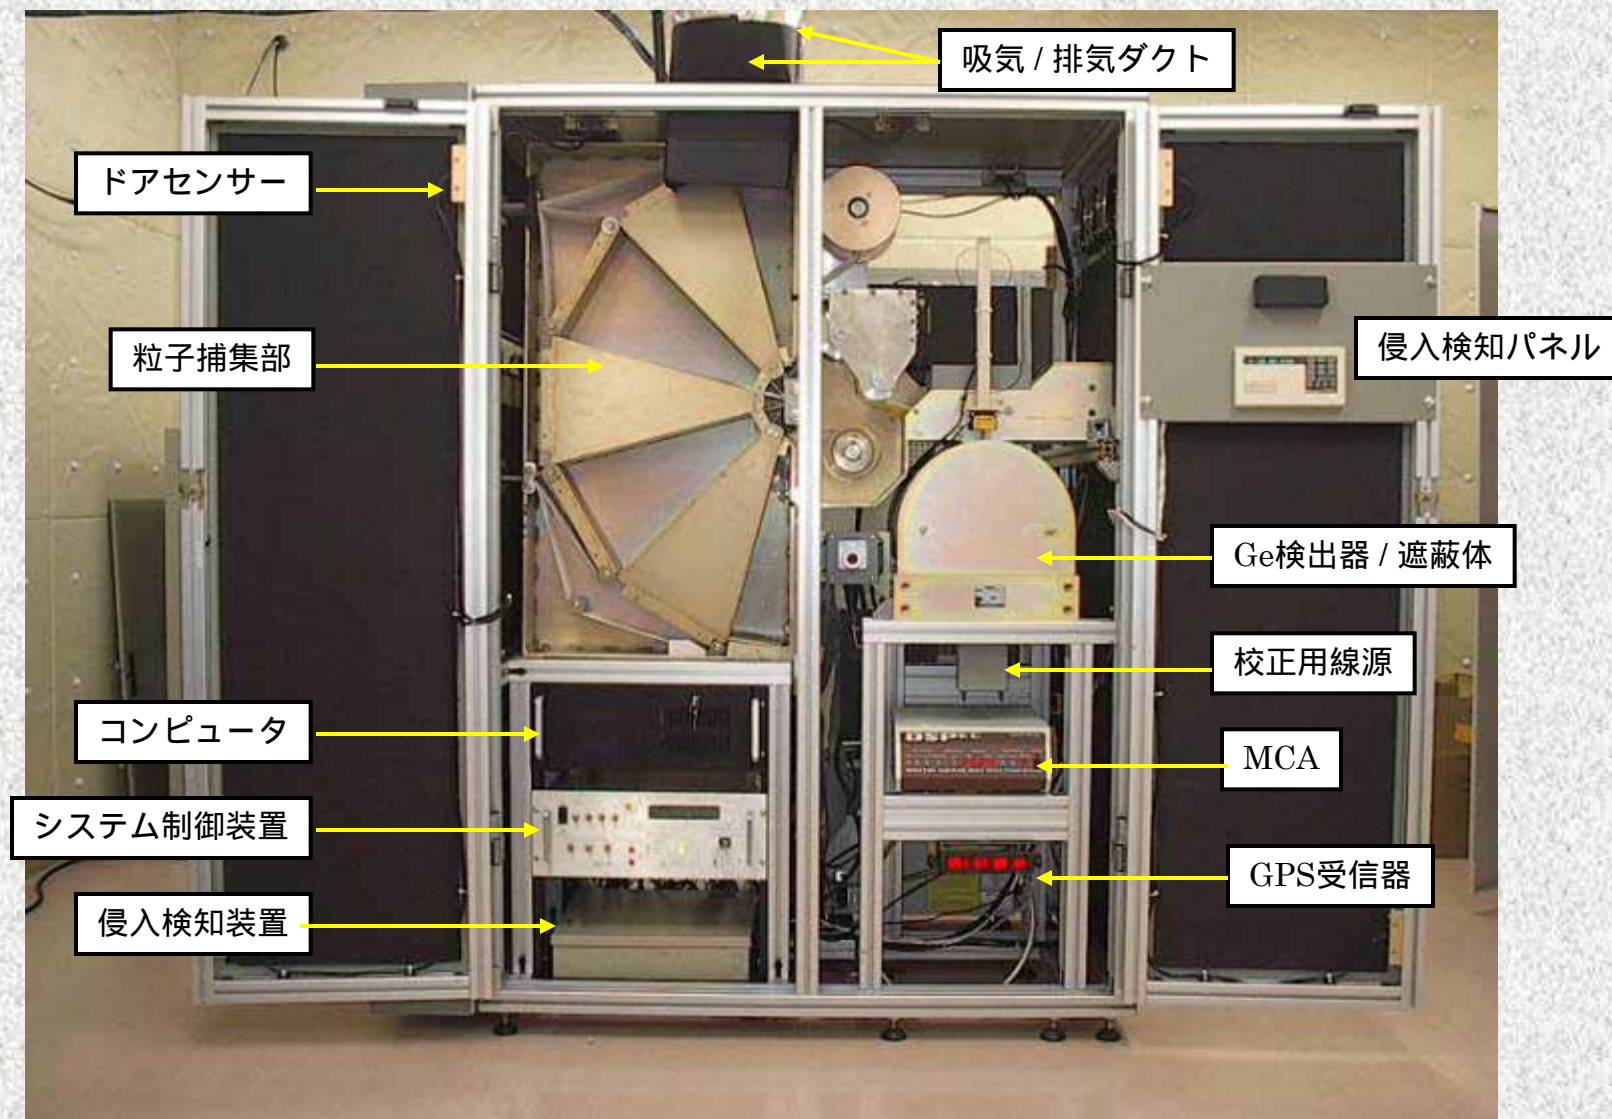 吸気 / 排気ダクト
ドアセンサー
粒子捕集部
侵入検知パネル
Ge検出器 / 遮蔽体
校正用線源
コンピュータ
DSPEC
MCA
システム制御装置
GPS受信器
侵入検知装置